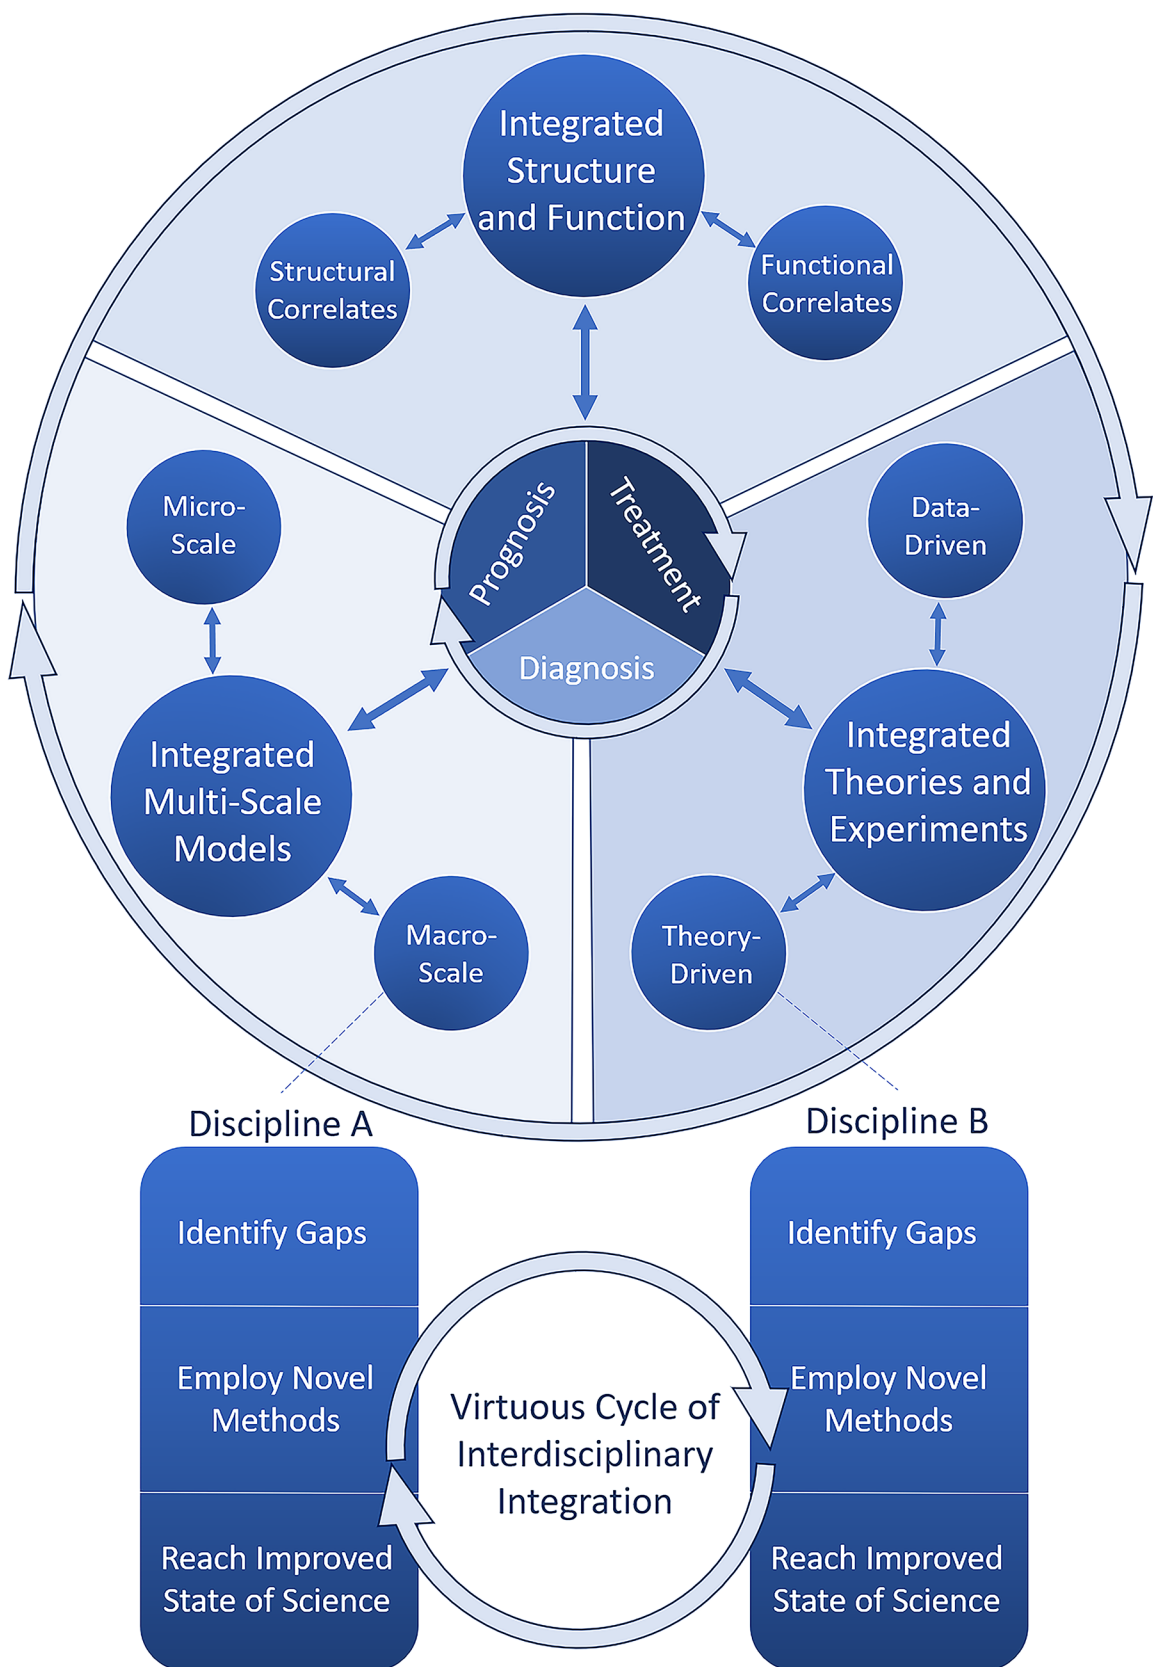 Integrated
Structure
and Function
Structural
Correlates
Functional
Correlates
Micro-
Scale
Data-
Driven
Prognosis
Treatment
Diagnosis
Integrated
Multi-Scale
Models
Integrated
Theories and
Experiments
Macro-
Scale
Theory-
Driven
Discipline A
Discipline B
Identify Gaps
Employ Novel
Methods
Reach Improved
State of Science
Virtuous Cycle of
Interdisciplinary
Integration
Identify Gaps
Employ Novel
Methods
Reach Improved
State of Science